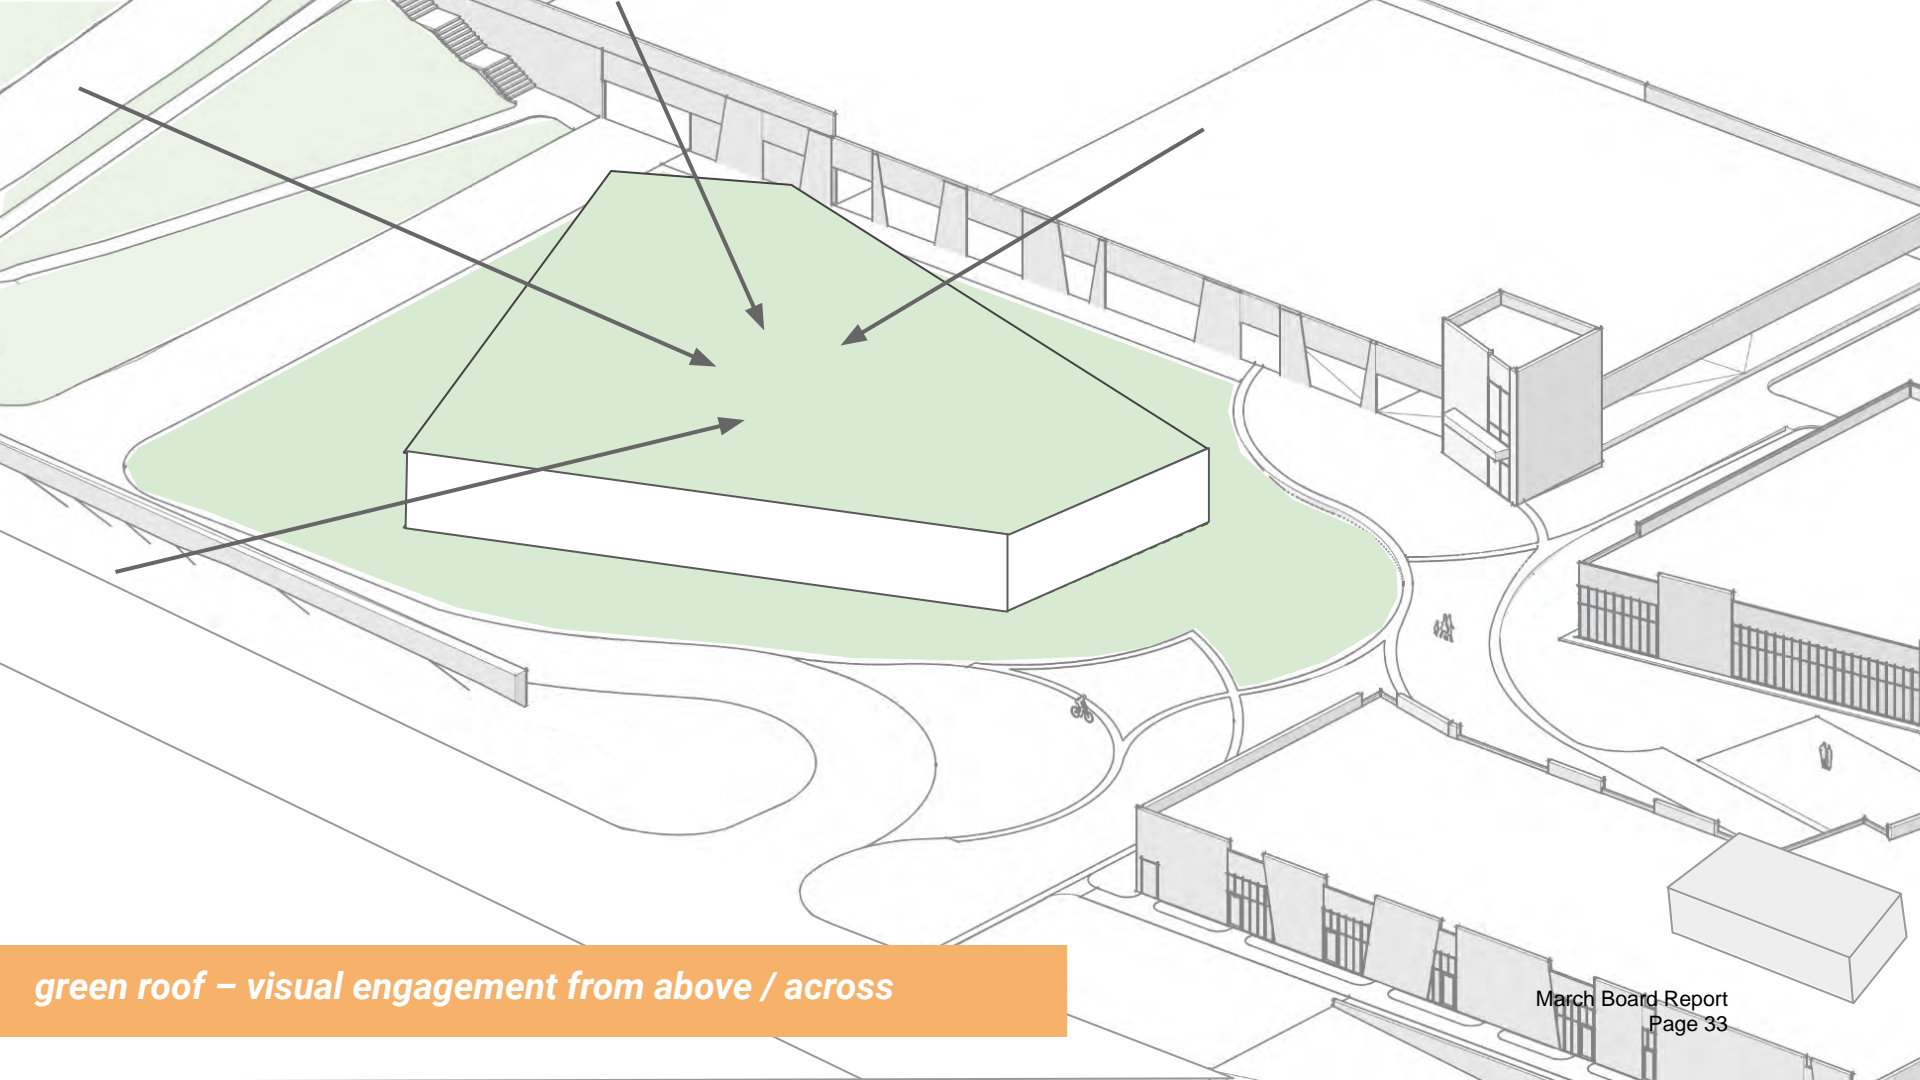 green roof – visual engagement from above / across
March Board Report
Page 33